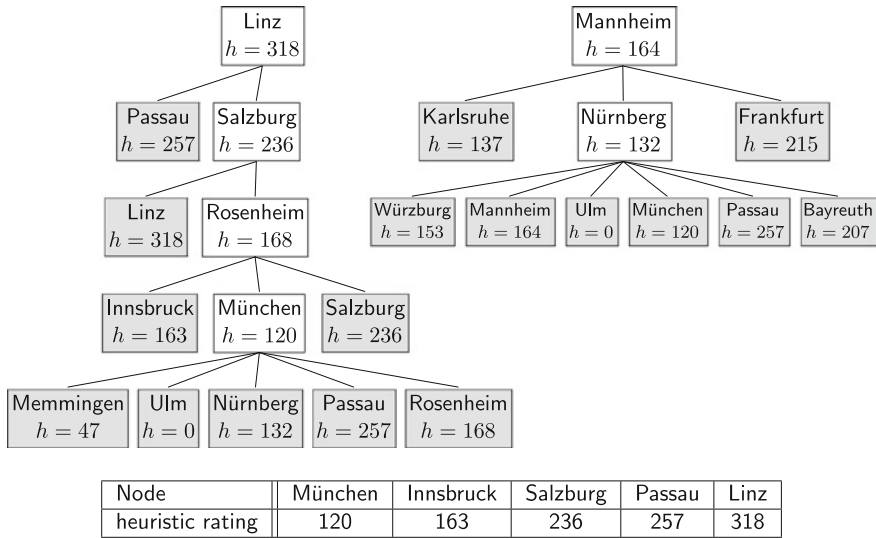 Linz
h = 318
Passau
h = 257
Salzburg
h = 236
Linz
h = 318
Rosenheim
h = 168
Innsbruck
h = 163
München
h = 120
Salzburg
h = 236
Memmingen
h = 47
Ulm
h = 0
Nürnberg
h = 132
Passau
h = 257
Rosenheim
h = 168
Mannheim
h = 164
Karlsruhe
h = 137
Nürnberg
h = 132
Frankfurt
h = 215
Würzburg
h = 153
Mannheim
h = 164
Ulm
h = 0
München
h = 120
Passau
h = 257
Bayreuth
h = 207
Node München Innsbruck Salzburg Passau Linz
heuristic rating 120 163 236 257 318